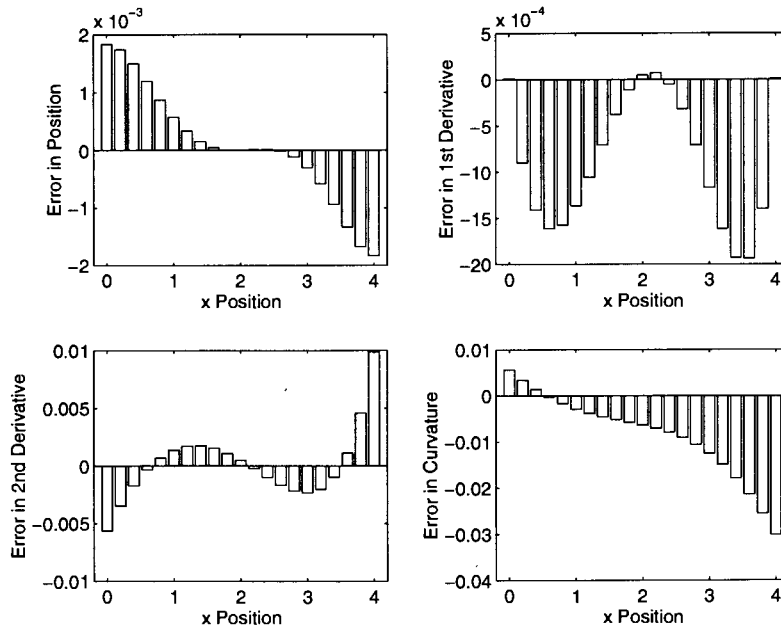 x 10⁻³
2
1
0
−1
−2
Error in Position
0 1 2 3 4
x Position
x 10⁻⁴
5
0
−5
−10
−15
−20
Error in 1st Derivative
0 1 2 3 4
x Position
0.01
0.005
0
−0.005
−0.01
Error in 2nd Derivative
0 1 2 3 4
x Position
0.01
0
−0.01
−0.02
−0.03
−0.04
Error in Curvature
0 1 2 3 4
x Position